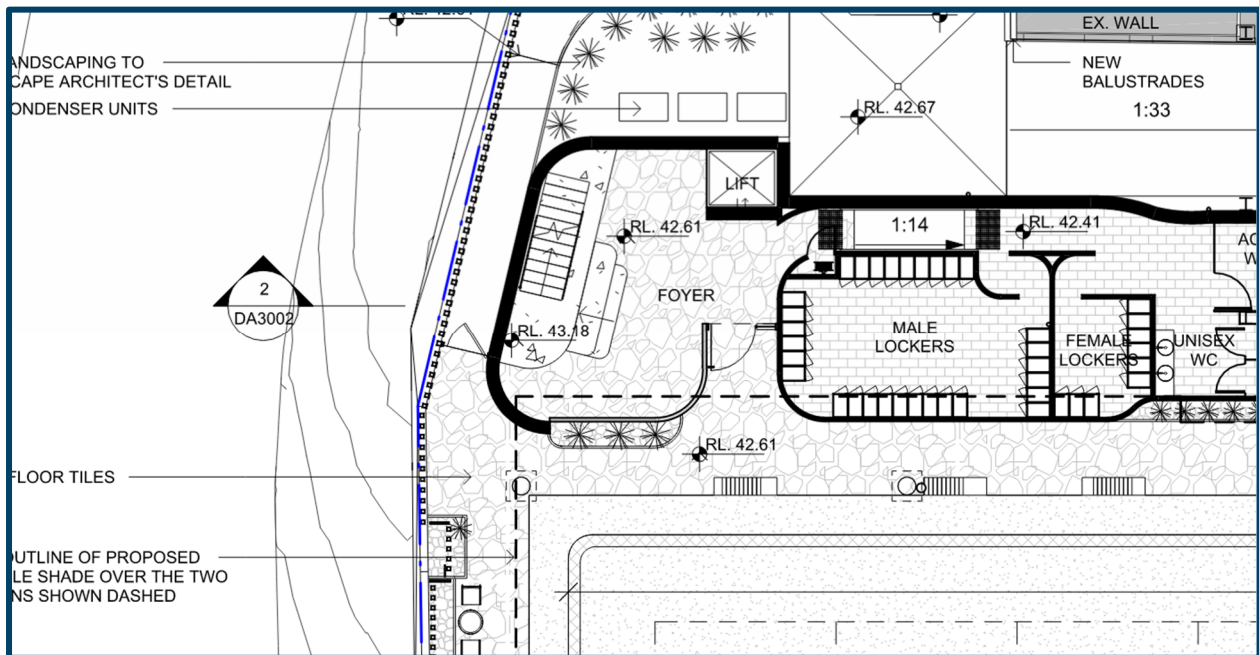 EX. WALL
ANDSCAPING TO
CAPE ARCHITECT'S DETAIL
NEW
BALUSTRADES
ONDENSER UNITS
RL. 42.67
1:33
LIFT
RL. 42.61
1:14
RL. 42.41
FOYER
2
DA3002
RL. 43.18
MALE
LOCKERS
FEMALE
LOCKERS
UNISEX
WC
RL. 42.61
FLOOR TILES
OUTLINE OF PROPOSED
LE SHADE OVER THE TWO
NS SHOWN DASHED